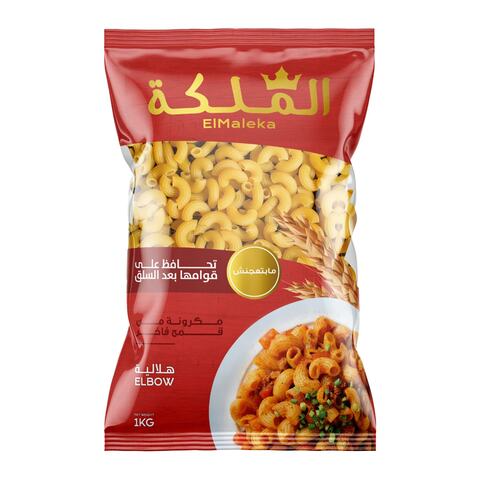 الملكة
ElMaleka
تحافظ على
قوامها بعد السلق
مابتعجنش
مكرونة من
قمح فاخر
هلالية
ELBOW
NET WEIGHT
1KG